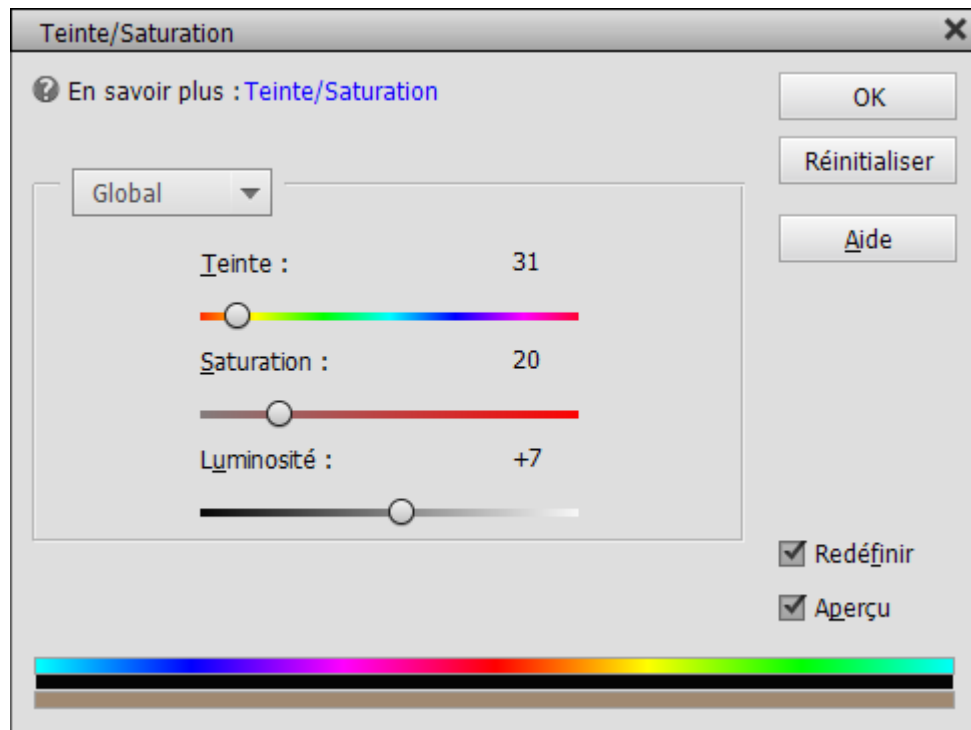 Teinte/Saturation
En savoir plus : Teinte/Saturation
OK
Réinitialiser
Aide
Global
Teinte : 31
Saturation : 20
Luminosité : +7
Redéfinir
Aperçu